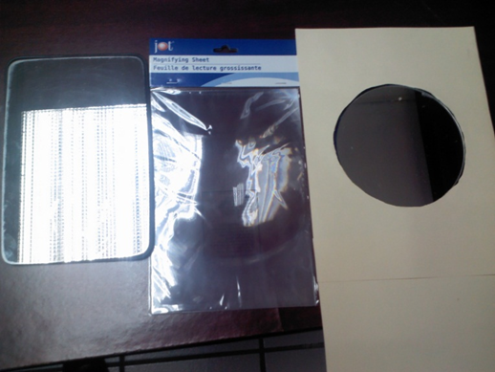 jot
Magnifying Sheet
Feuille de lecture grossissante